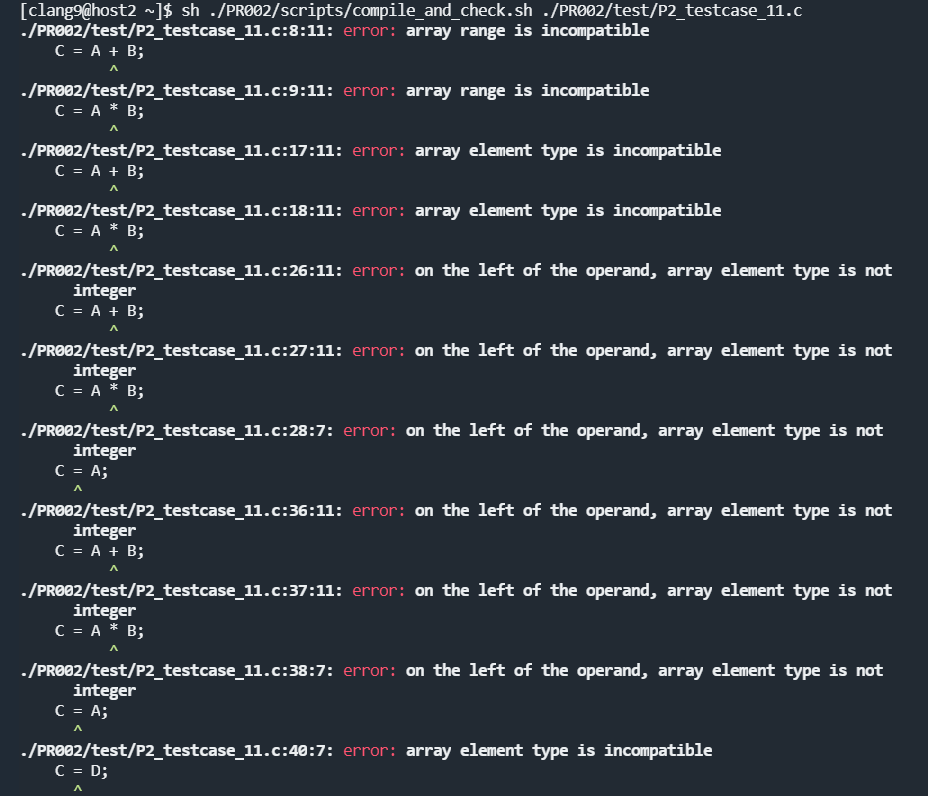 [clang9@host2 ~]$ sh ./PR002/scripts/compile_and_check.sh ./PR002/test/P2_testcase_11.c
./PR002/test/P2_testcase_11.c:8:11: error: array range is incompatible
    C = A + B;
          ^
./PR002/test/P2_testcase_11.c:9:11: error: array range is incompatible
    C = A * B;
          ^
./PR002/test/P2_testcase_11.c:17:11: error: array element type is incompatible
    C = A + B;
          ^
./PR002/test/P2_testcase_11.c:18:11: error: array element type is incompatible
    C = A * B;
          ^
./PR002/test/P2_testcase_11.c:26:11: error: on the left of the operand, array element type is not
      integer
    C = A + B;
          ^
./PR002/test/P2_testcase_11.c:27:11: error: on the left of the operand, array element type is not
      integer
    C = A * B;
          ^
./PR002/test/P2_testcase_11.c:28:7: error: on the left of the operand, array element type is not
      integer
    C = A;
      ^
./PR002/test/P2_testcase_11.c:36:11: error: on the left of the operand, array element type is not
      integer
    C = A + B;
          ^
./PR002/test/P2_testcase_11.c:37:11: error: on the left of the operand, array element type is not
      integer
    C = A * B;
          ^
./PR002/test/P2_testcase_11.c:38:7: error: on the left of the operand, array element type is not
      integer
    C = A;
      ^
./PR002/test/P2_testcase_11.c:40:7: error: array element type is incompatible
    C = D;
      ^